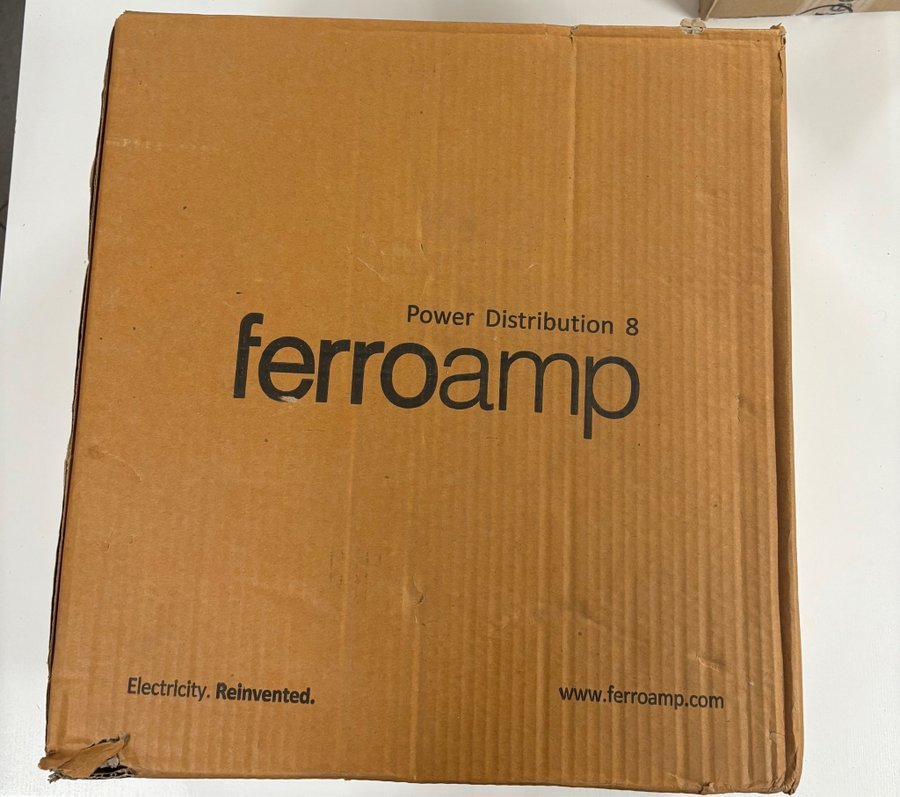 Power Distribution 8
ferroamp
Electricity. Reinvented.
www.ferroamp.com